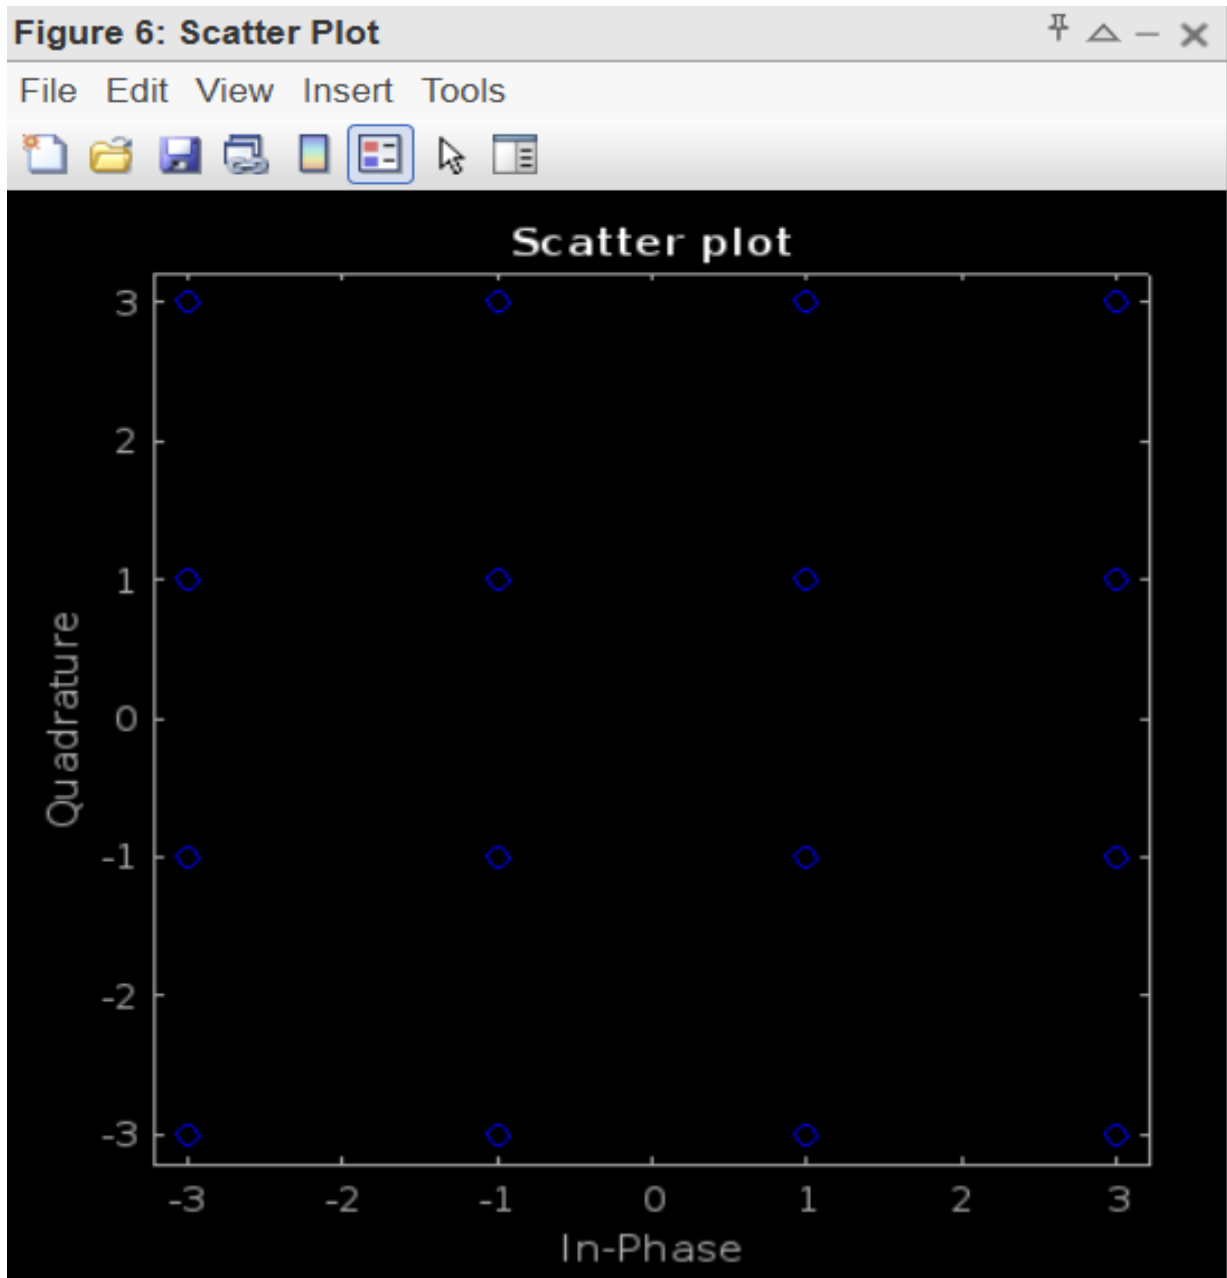 Figure 6: Scatter Plot
File Edit View Insert Tools
Scatter plot
3
2
1
0
-1
-2
-3
Quadrature
-3 -2 -1 0 1 2 3
In-Phase